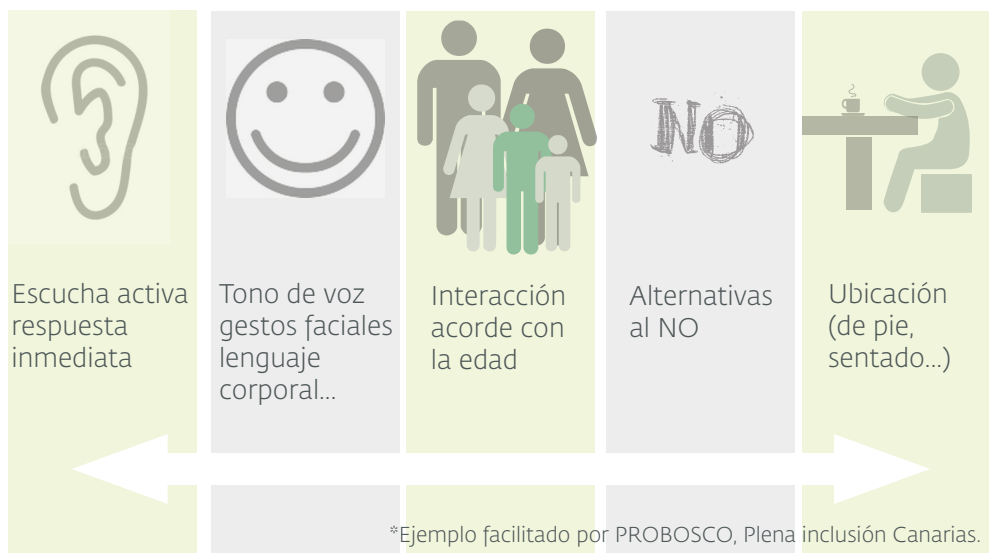 NO
Escucha activa
respuesta
inmediata
Tono de voz
gestos faciales
lenguaje
corporal...
Interacción
acorde con
la edad
Alternativas
al NO
Ubicación
(de pie,
sentado...)
*Ejemplo facilitado por PROBOSCO, Plena inclusión Canarias.